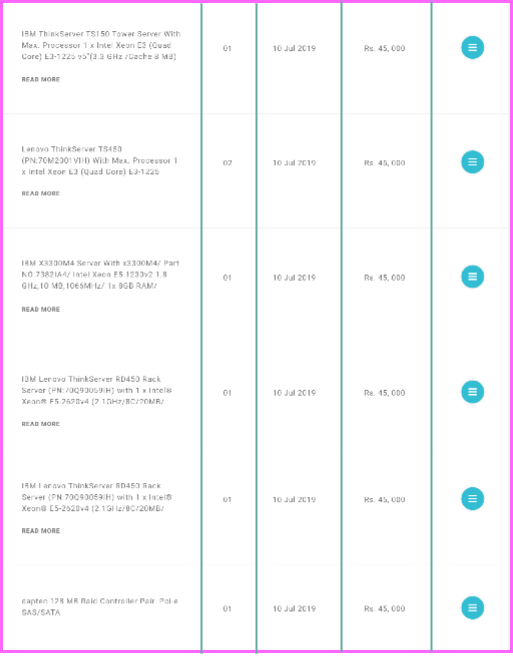 IBM ThinkServer TS150 Tower Server With
Max. Processor 1 x Intel Xeon E3 (Quad
Core) E3-1225 v5"(3.3 GHz /Cache 8 MB)
READ MORE
01
10 Jul 2019
Rs. 45, 000
Lenovo ThinkServer TS450
(PN:70M2001VIH) With Max. Processor 1
x Intel Xeon E3 (Quad Core) E3-1225
READ MORE
02
10 Jul 2019
Rs. 45, 000
IBM X3300M4 Server With x3300M4/ Part
NO.7382IA4/ Intel Xeon E5 1230v2 1.8
GHz,10 MB,1066MHz/ 1x 8GB RAM/
READ MORE
01
10 Jul 2019
Rs. 45, 000
IBM Lenovo ThinkServer RD450 Rack
Server (PN:70Q90059IH) with 1 x Intel®
Xeon® E5-2620v4 (2.1GHz/8C/20MB/
READ MORE
01
10 Jul 2019
Rs. 45, 000
IBM Lenovo ThinkServer RD450 Rack
Server (PN:70Q90059IH) with 1 x Intel®
Xeon® E5-2620v4 (2.1GHz/8C/20MB/
READ MORE
01
10 Jul 2019
Rs. 45, 000
128 MB Raid Controller Pair
SAS/SATA
01
10 Jul 2019
Rs. 45, 000